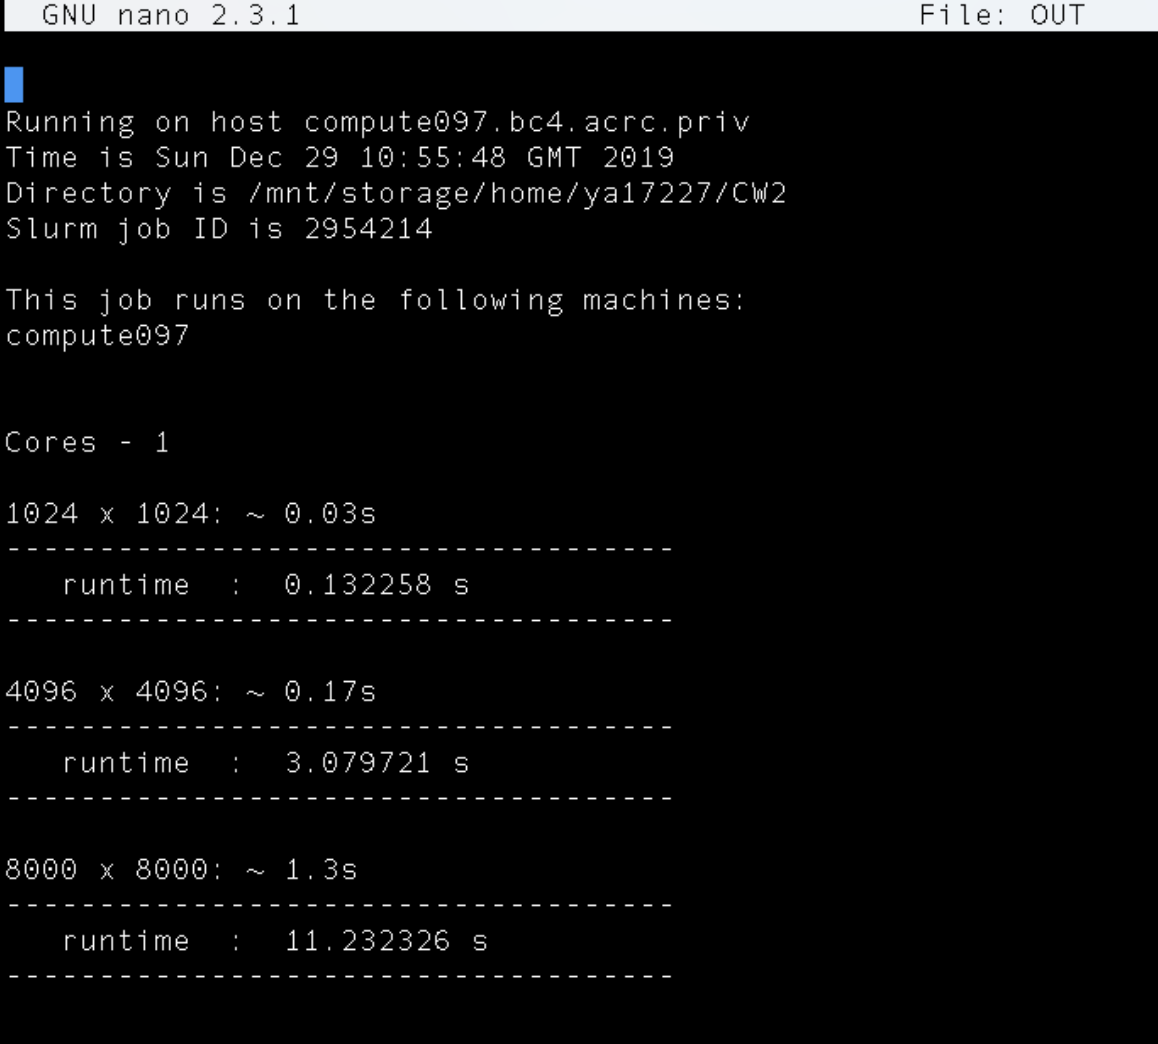 GNU nano 2.3.1 File: OUT
Running on host compute097.bc4.acrc.priv
Time is Sun Dec 29 10:55:48 GMT 2019
Directory is /mnt/storage/home/ya17227/CW2
Slurm job ID is 2954214
This job runs on the following machines:
compute097
Cores - 1
1024 x 1024: ~ 0.03s
------------------------------------
runtime : 0.132258 s
------------------------------------
4096 x 4096: ~ 0.17s
------------------------------------
runtime : 3.079721 s
------------------------------------
8000 x 8000: ~ 1.3s
------------------------------------
runtime : 11.232326 s
------------------------------------